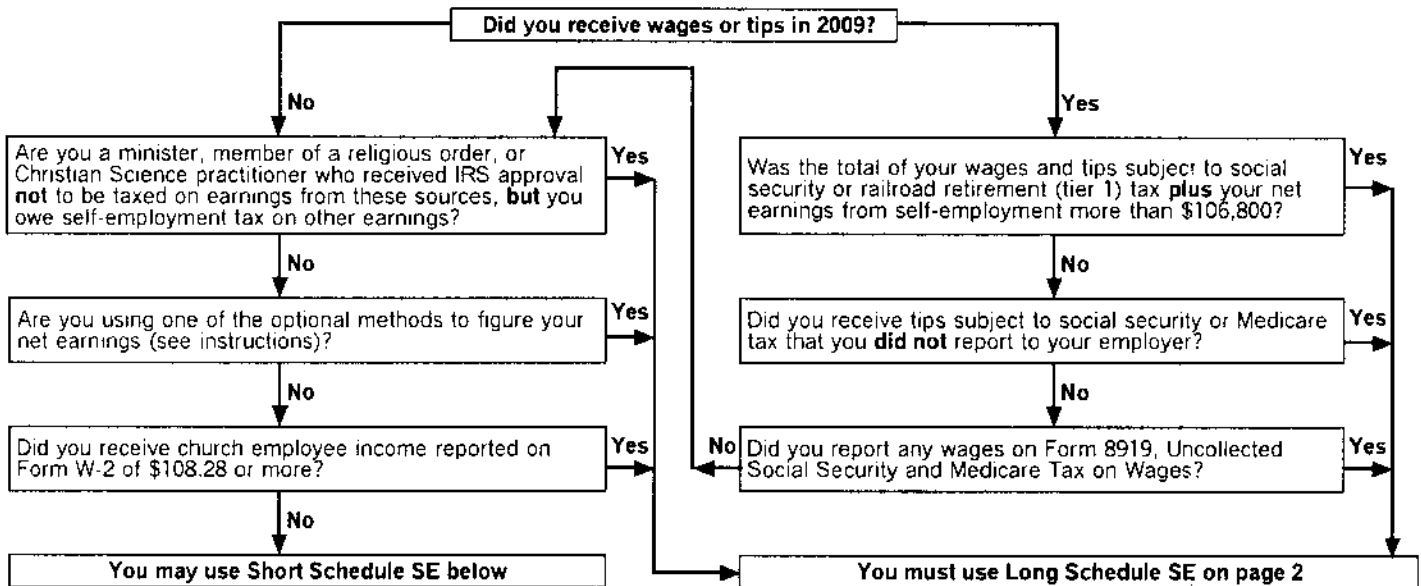 Did you receive wages or tips in 2009?
No
Yes
Are you a minister, member of a religious order, or
Christian Science practitioner who received IRS approval
not to be taxed on earnings from these sources, but you
owe self-employment tax on other earnings?
Yes
Was the total of your wages and tips subject to social
security or railroad retirement (tier 1) tax plus your net
earnings from self-employment more than $106,800?
Yes
No
No
Are you using one of the optional methods to figure your
net earnings (see instructions)?
Yes
Did you receive tips subject to social security or Medicare
tax that you did not report to your employer?
Yes
No
No
Did you receive church employee income reported on
Form W-2 of $108.28 or more?
Yes
No
Did you report any wages on Form 8919, Uncollected
Social Security and Medicare Tax on Wages?
Yes
No
You may use Short Schedule SE below
You must use Long Schedule SE on page 2